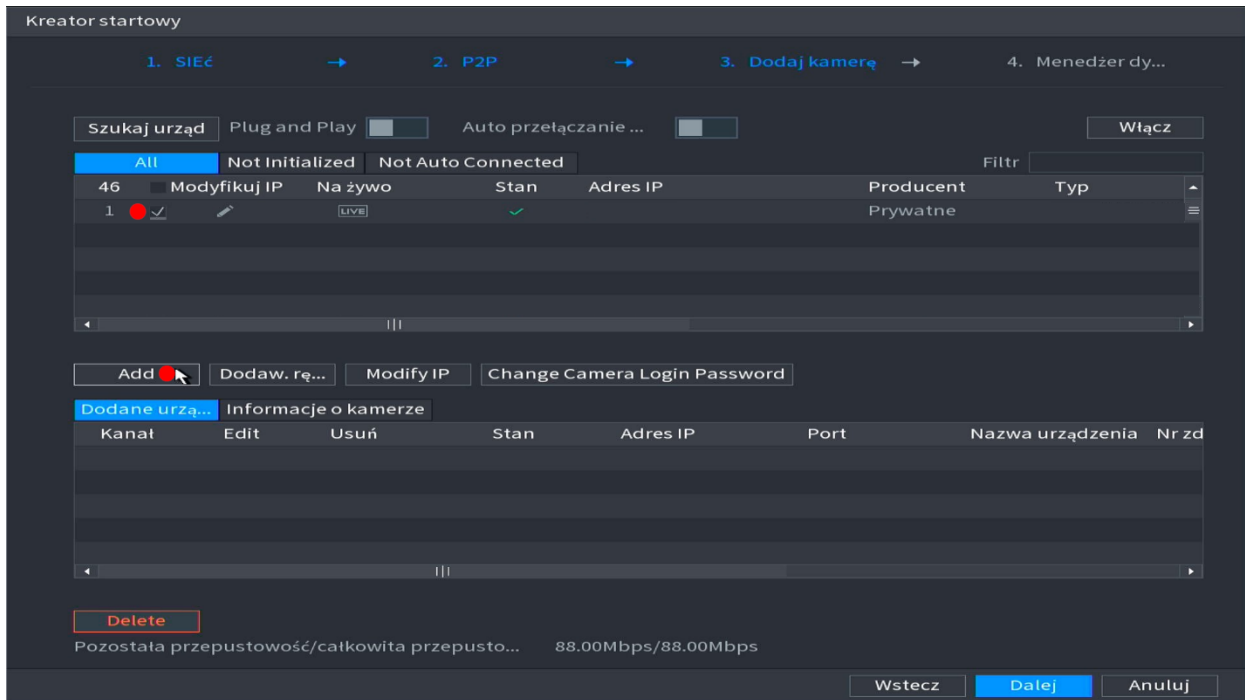 Kreator startowy
1. SIEć → 2. P2P → 3. Dodaj kamerę → 4. Menedżer dy...
Szukaj urząd Plug and Play Auto przełączanie ... Włącz
All Not Initialized Not Auto Connected Filtr
46 Modyfikuj IP Na żywo Stan Adres IP Producent Typ
1 LIVE Prywatne
Add Dodaw. rę... Modify IP Change Camera Login Password
Dodane urzą... Informacje o kamerze
Kanał Edit Usuń Stan Adres IP Port Nazwa urządzenia Nr zd
Delete
Pozostała przepustowość/całkowita przepusto... 88.00Mbps/88.00Mbps
Wstecz Dalej Anuluj